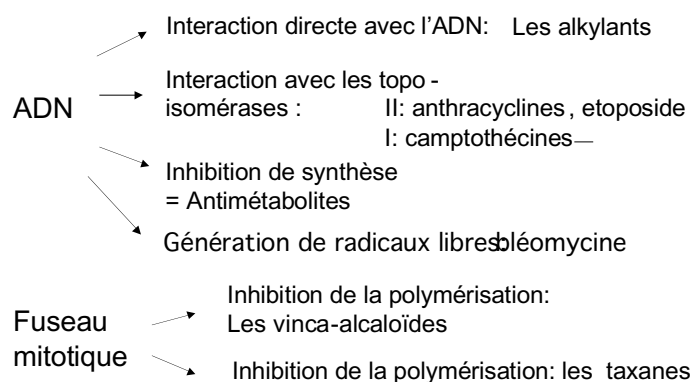 Interaction directe avec l'ADN: Les alkylants
ADN
Interaction avec les topo -
isomérases : II: anthracyclines , etoposide
I: camptothécines—
Inhibition de synthèse
= Antimétabolites
Génération de radicaux libres: bléomycine
Fuseau
mitotique
Inhibition de la polymérisation:
Les vinca-alcaloïdes
Inhibition de la polymérisation: les taxanes